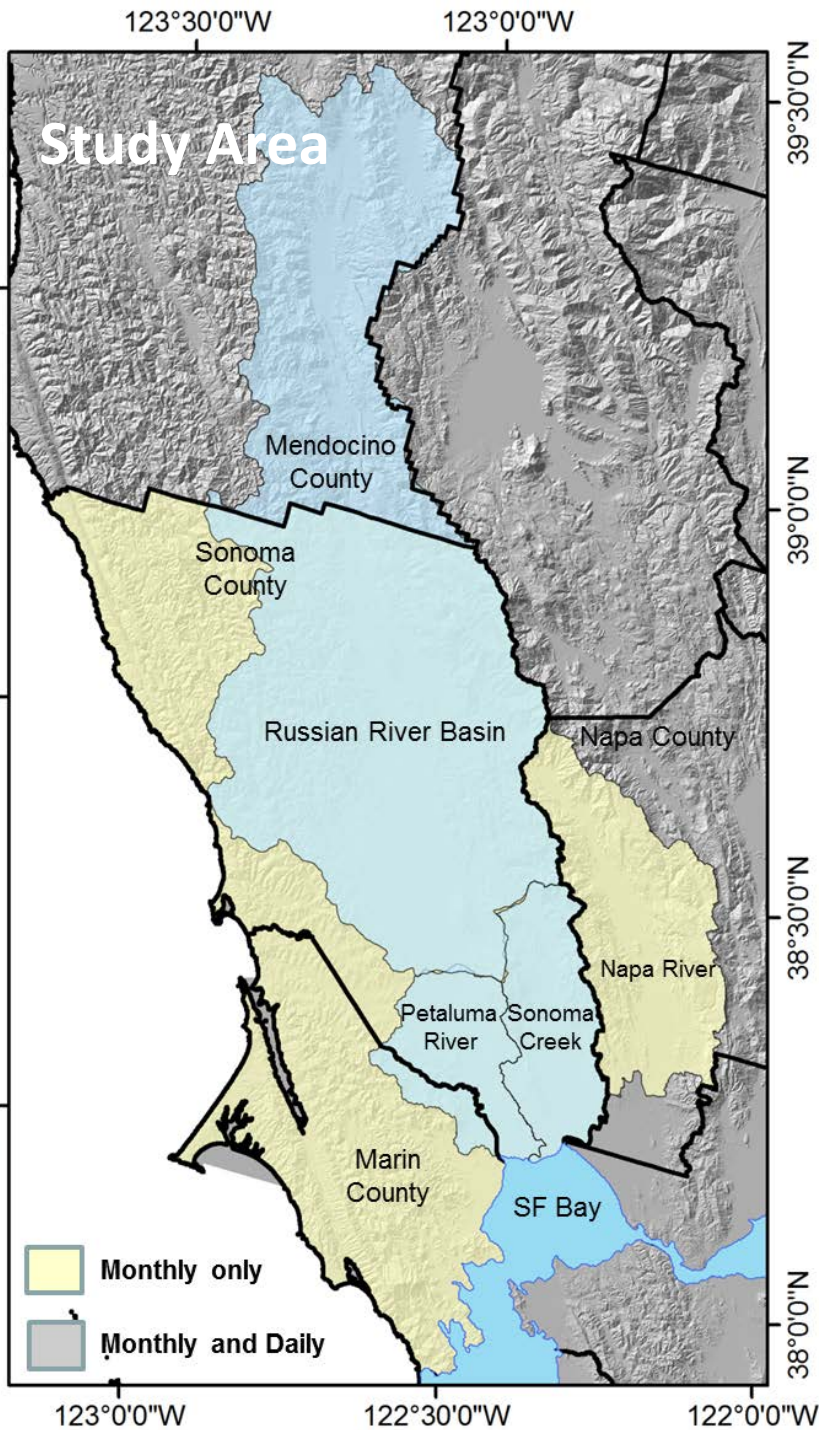 123°30'0"W
123°0'0"W
Study Area
39°30'0"N
Mendocino
County
39°0'0"N
Sonoma
County
Russian River Basin
Napa County
38°30'0"N
Napa River
Petaluma
River
Sonoma
Creek
Marin
County
SF Bay
Monthly only
Monthly and Daily
38°0'0"N
123°0'0"W
122°30'0"W
122°0'0"W